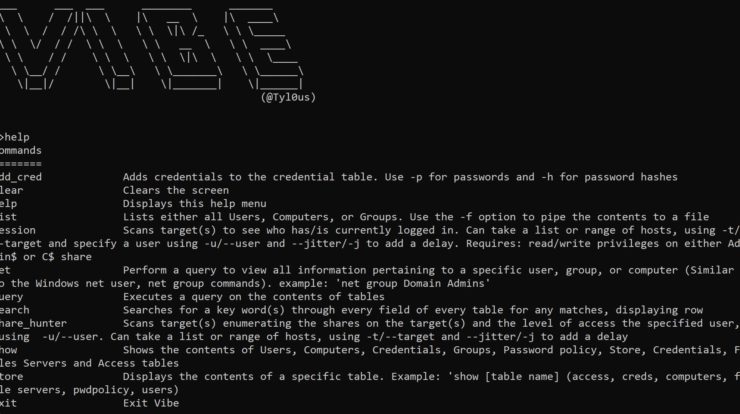 (@Tyl0us)
>help
ommands
=======
dd_cred Adds credentials to the credential table. Use -p for passwords and -h for password hashes
lear Clears the screen
elp Displays this help menu
ist Lists either all Users, Computers, or Groups. Use the -f option to pipe the contents to a file
ession Scans target(s) to see who has/is currently logged in. Can take a list or range of hosts, using -t/
-target and specify a user using -u/--user and --jitter/-j to add a delay. Requires: read/write privileges on either Ad
in$ or C$ share
et Perform a query to view all information pertaining to a specific user, group, or computer (Similar
o the Windows net user, net group commands). example: 'net group Domain Admins'
uery Executes a query on the contents of tables
earch Searches for a key word(s) through every field of every table for any matches, displaying row
hare_hunter Scans target(s) enumerating the shares on the target(s) and the level of access the specified user,
using -u/--user. Can take a list or range of hosts, using -t/--target and --jitter/-j to add a delay
how Shows the contents of Users, Computers, Credentials, Groups, Password policy, Store, Credentials, F
les Servers and Access tables
tore Displays the contents of a specific table. Example: 'show [table name] (access, creds, computers, f
le servers, pwdpolicy, users)
xit Exit Vibe